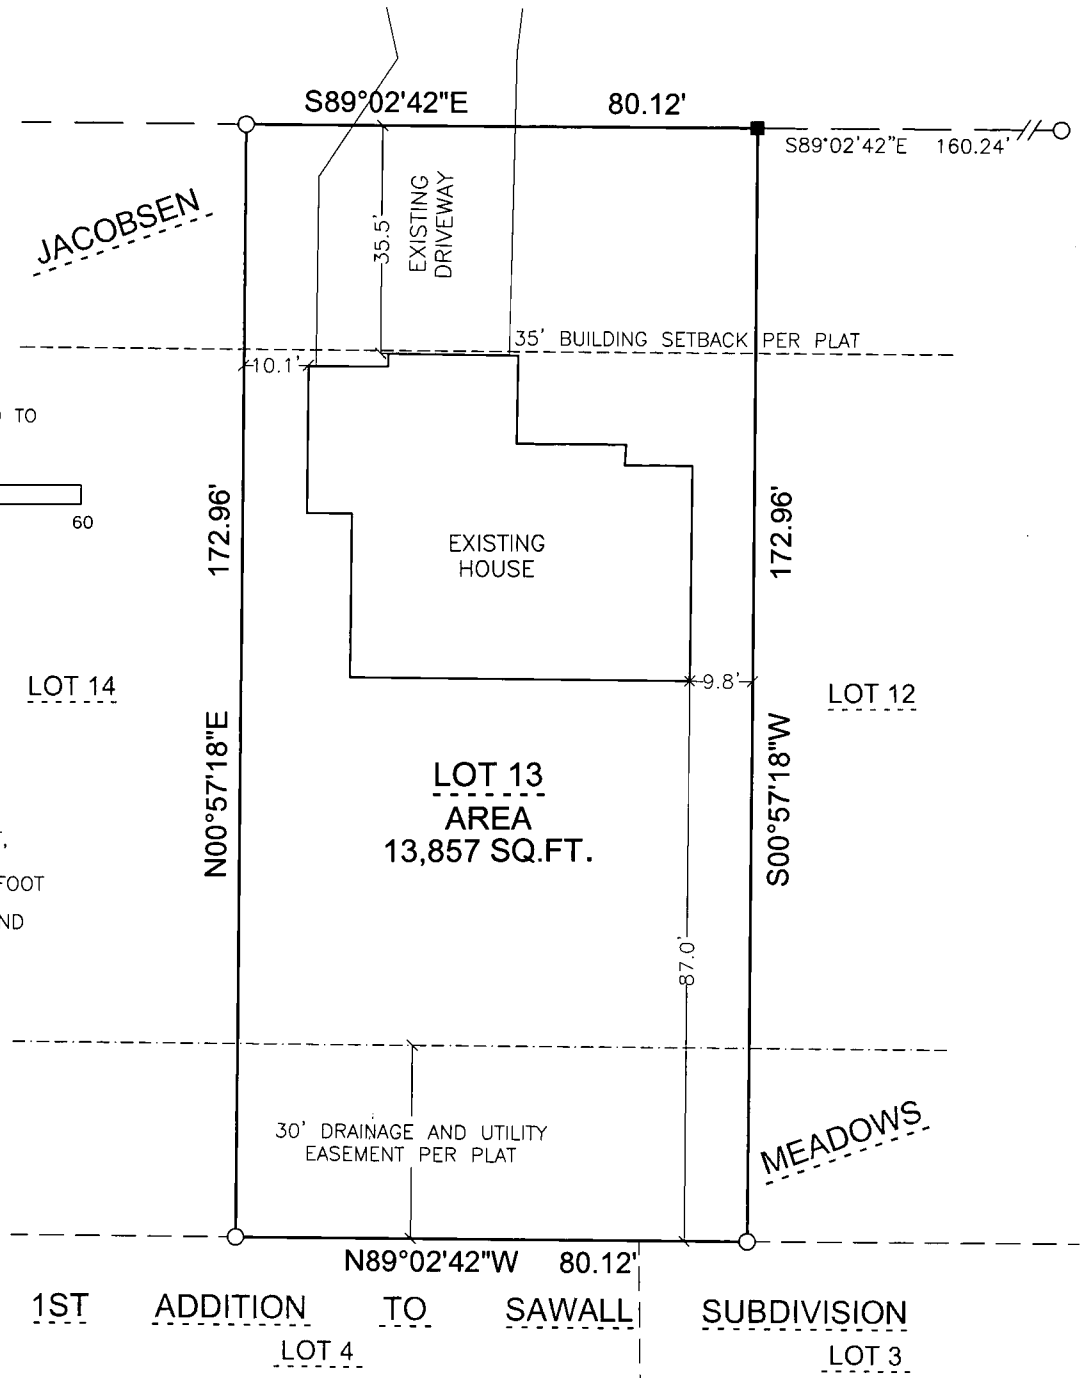 S89°02'42"E 80.12'
S89°02'42"E 160.24'
JACOBSEN
35.5'
EXISTING
DRIVEWAY
35' BUILDING SETBACK PER PLAT
10.1'
TO
60
172.96'
172.96'
EXISTING
HOUSE
LOT 14
9.8'
LOT 12
N00°57'18"E
S00°57'18"W
LOT 13
AREA
13,857 SQ.FT.
FOOT
87.0'
30' DRAINAGE AND UTILITY
EASEMENT PER PLAT
MEADOWS
N89°02'42"W 80.12'
1ST ADDITION TO SAWALL SUBDIVISION
LOT 4
LOT 3